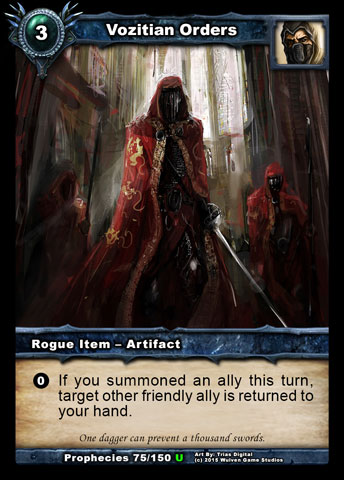 3
Vozitian Orders
Rogue Item – Artifact
0 If you summoned an ally this turn,
target other friendly ally is returned to
your hand.
One dagger can prevent a thousand swords.
Prophecies 75/150 U
Art By: Trias Digital
(c) 2015 Wulven Game Studios